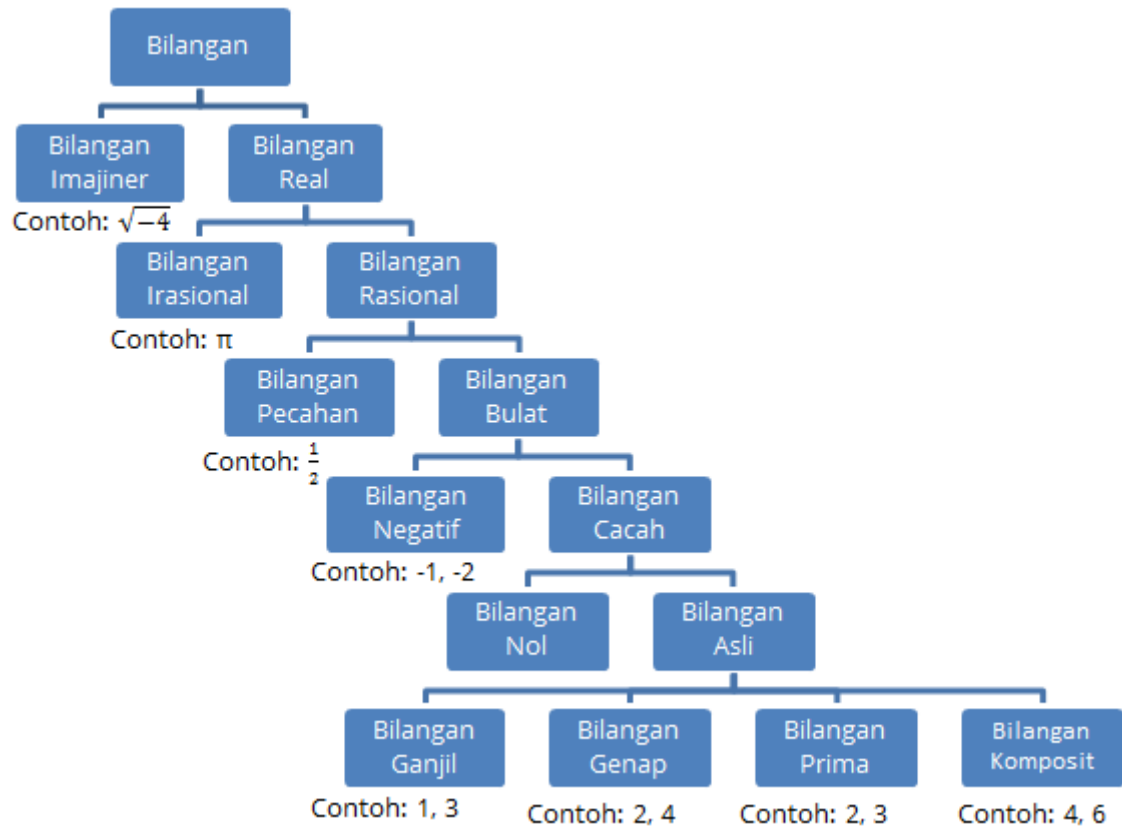 Bilangan
Bilangan
Imajiner
Bilangan
Real
Contoh: √−4
Bilangan
Irasional
Bilangan
Rasional
Contoh: π
Bilangan
Pecahan
Bilangan
Bulat
Contoh: 1/2
Bilangan
Negatif
Bilangan
Cacah
Contoh: -1, -2
Bilangan
Nol
Bilangan
Asli
Bilangan
Ganjil
Bilangan
Genap
Bilangan
Prima
Bilangan
Komposit
Contoh: 1, 3
Contoh: 2, 4
Contoh: 2, 3
Contoh: 4, 6